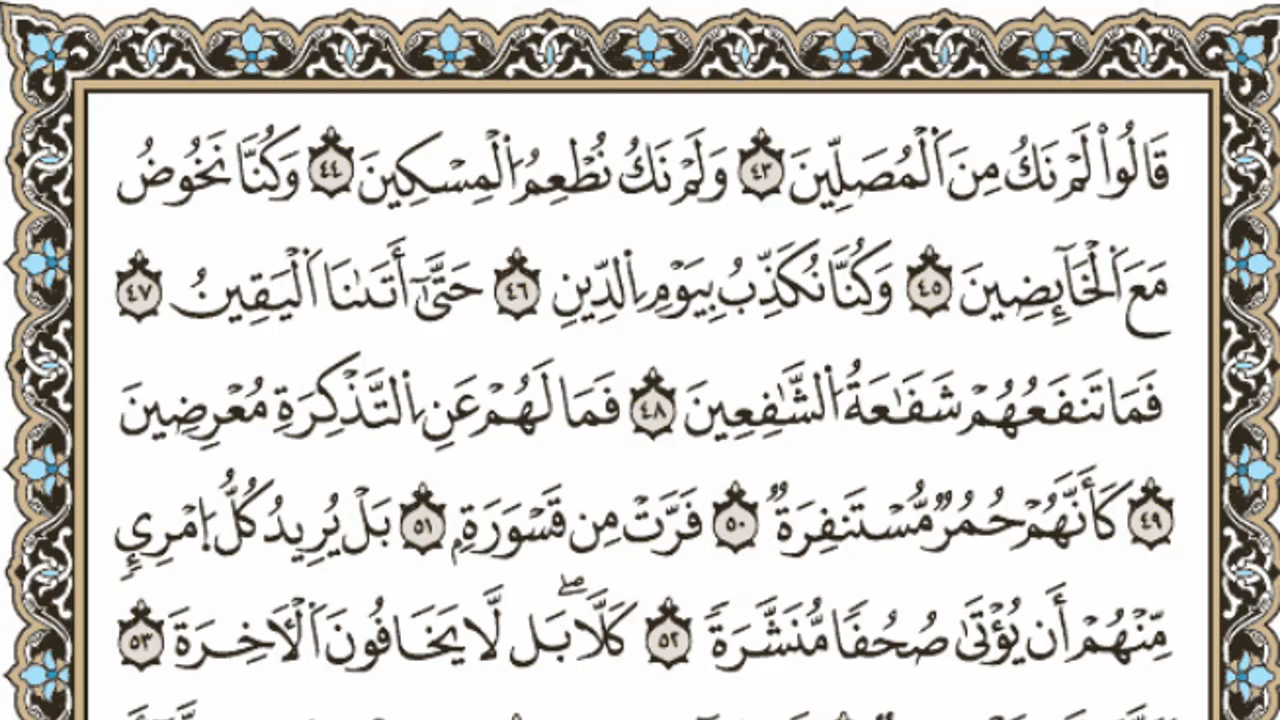 قَالُواْ لَمۡ نَكُ مِنَ ٱلۡمُصَلِّينَ ٤٣ وَلَمۡ نَكُ نُطۡعِمُ ٱلۡمِسۡكِينَ ٤٤ وَكُنَّا نَخُوضُ
مَعَ ٱلۡخَآئِضِينَ ٤٥ وَكُنَّا نُكَذِّبُ بِيَوۡمِ ٱلدِّينِ ٤٦ حَتَّىٰٓ أَتَىٰنَا ٱلۡيَقِينُ ٤٧
فَمَا تَنفَعُهُمۡ شَفَٰعَةُ ٱلشَّٰفِعِينَ ٤٨ فَمَا لَهُمۡ عَنِ ٱلتَّذۡكِرَةِ مُعۡرِضِينَ
٤٩ كَأَنَّهُمۡ حُمُرٞ مُّسۡتَنفِرَةٞ ٥٠ فَرَّتۡ مِن قَسۡوَرَةِۭ ٥١ بَلۡ يُرِيدُ كُلُّ ٱمۡرِيٕٖ
مِّنۡهُمۡ أَن يُؤۡتَىٰ صُحُفٗا مُّنَشَّرَةٗ ٥٢ كَلَّاۖ بَل لَّا يَخَافُونَ ٱلۡأٓخِرَةَ ٥٣